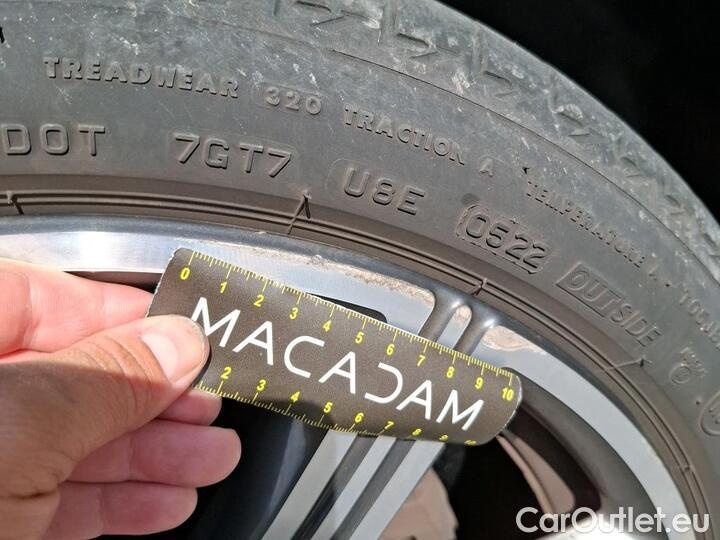 TREADWEAR 320 TRACTION A TEMPERATURE A
DOT 7GT7 U8E 0522 OUTSIDE
0 1 2 3 4 5 6 7 8 9 10
MACADAM
2 3 4 5 6 7 8 9 10
CarOutlet.eu